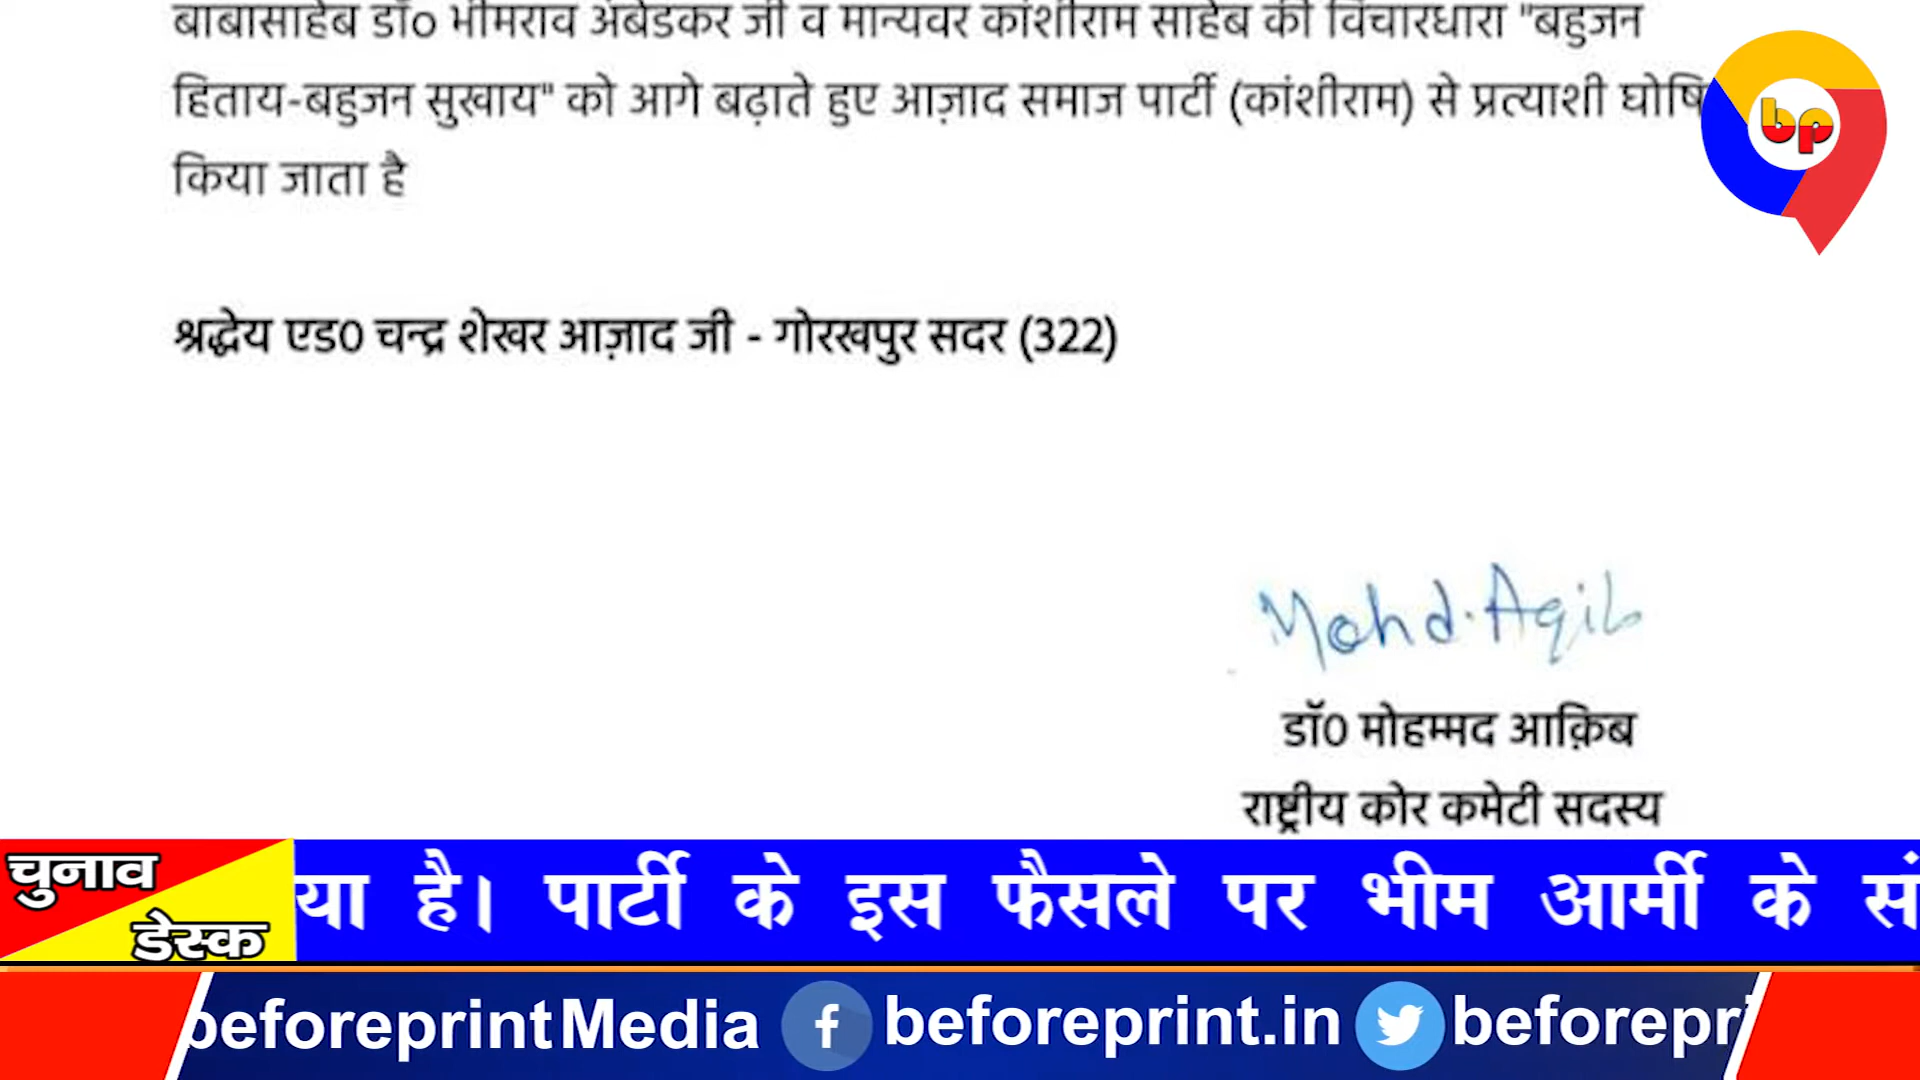 बाबासाहेब डॉ० भीमराव अंबेडकर जी व मान्यवर कांशीराम साहेब की विचारधारा "बहुजन
हिताय-बहुजन सुखाय" को आगे बढ़ाते हुए आज़ाद समाज पार्टी (कांशीराम) से प्रत्याशी घोषि
किया जाता है
bp
श्रद्धेय एड0 चन्द्र शेखर आज़ाद जी - गोरखपुर सदर (322)
Mohd. Aqib
डॉ0 मोहम्मद आक़िब
राष्ट्रीय कोर कमेटी सदस्य
चुनाव
डेस्क
या है। पार्टी के इस फैसले पर भीम आर्मी के सं
beforeprintMedia beforeprint.in beforepr